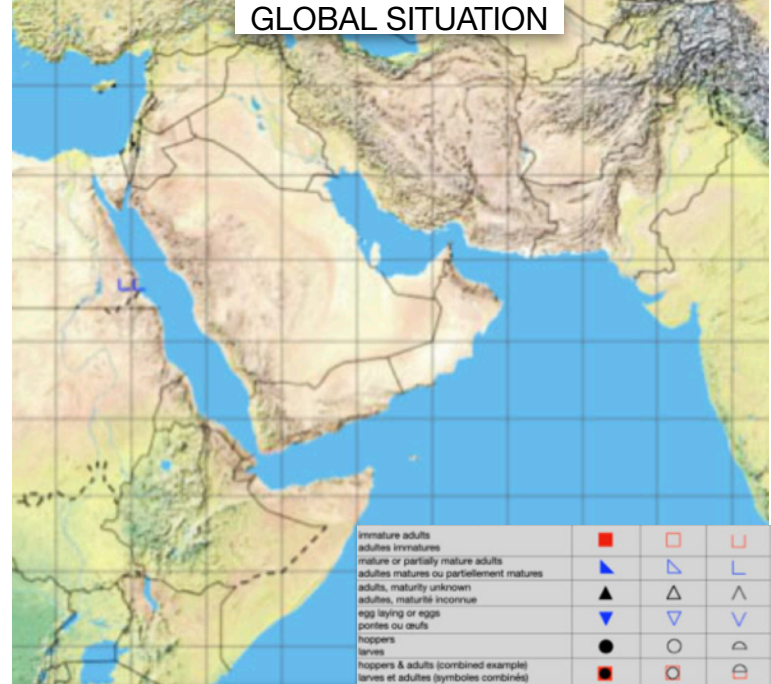 GLOBAL SITUATION
immature adults
adultes immatures
mature or partially mature adults
adultes matures ou partiellement matures
adults, maturity unknown
adultes, maturité inconnue
egg laying or eggs
pontes ou œufs
hoppers
larves
hoppers & adults (combined example)
larves et adultes (symboles combinés)